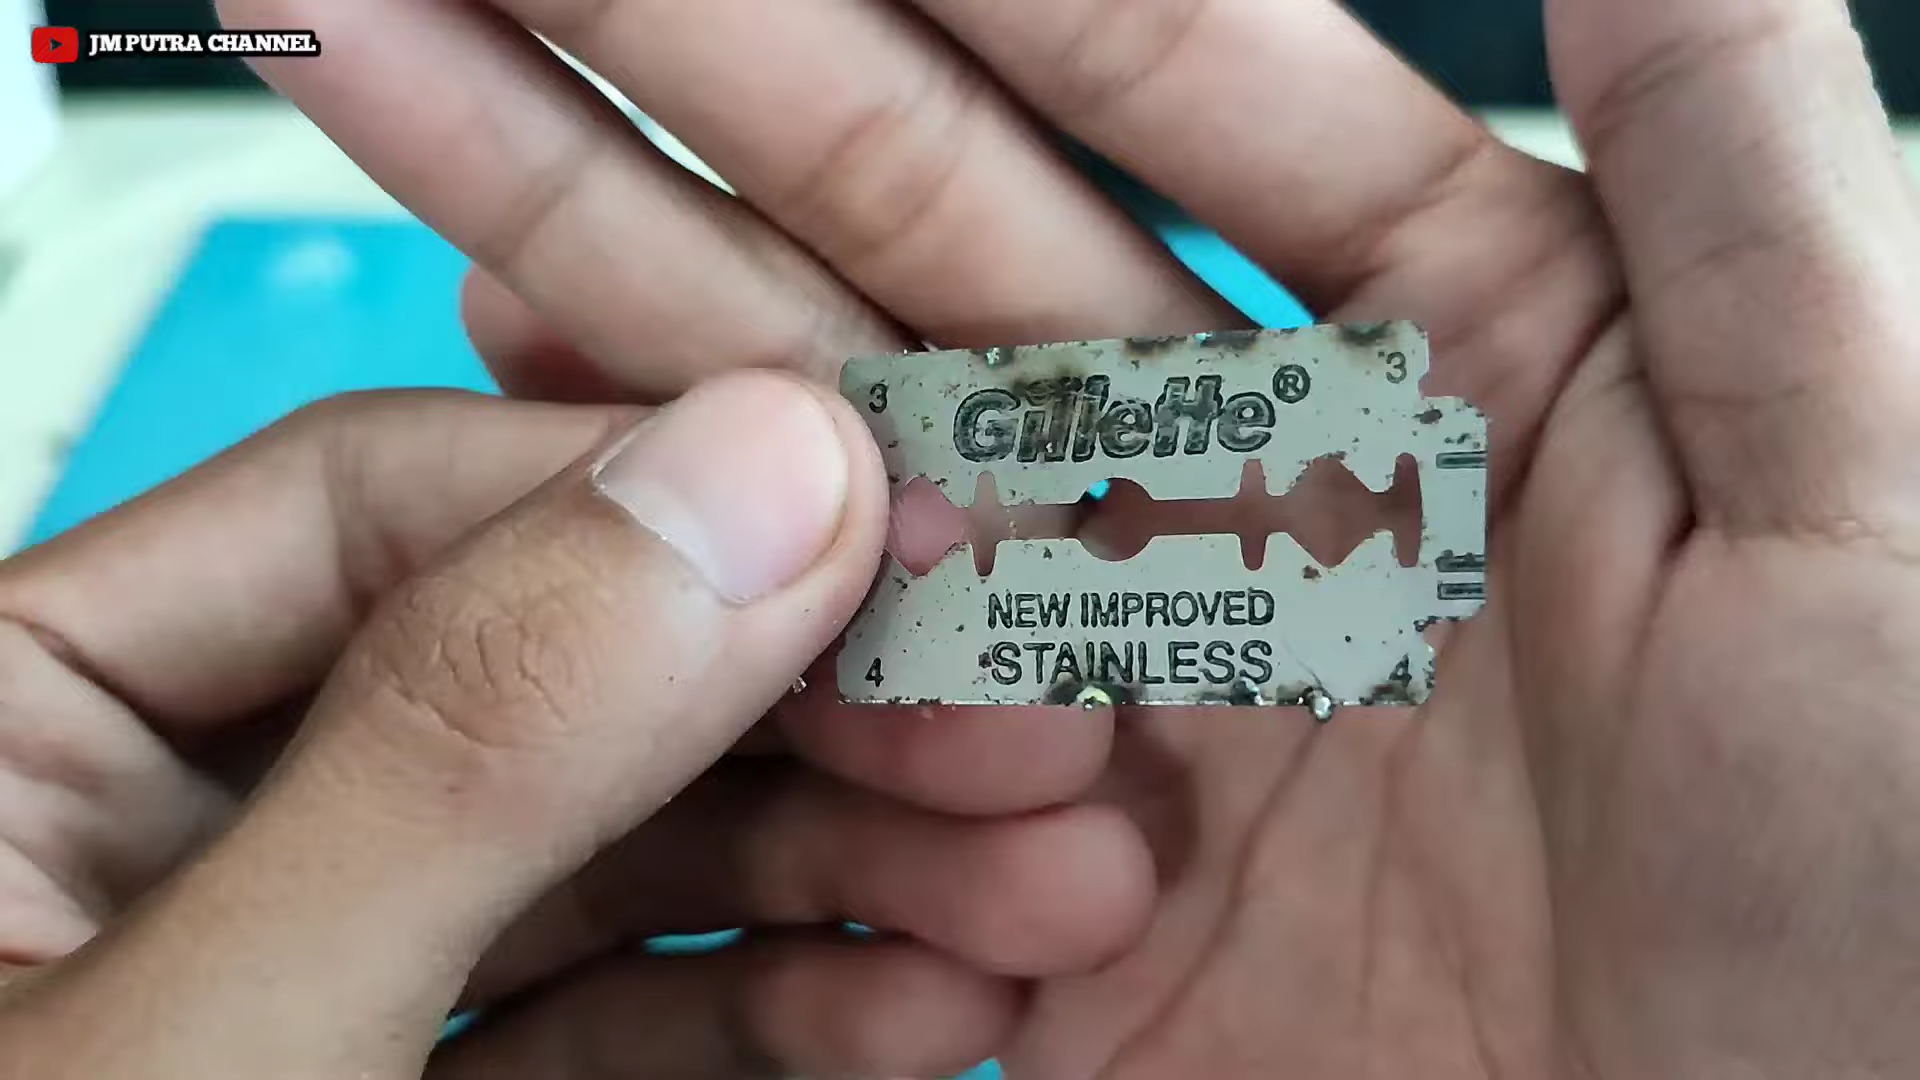 JM PUTRA CHANNEL
3 3
Gillette®
NEW IMPROVED
STAINLESS
4 4